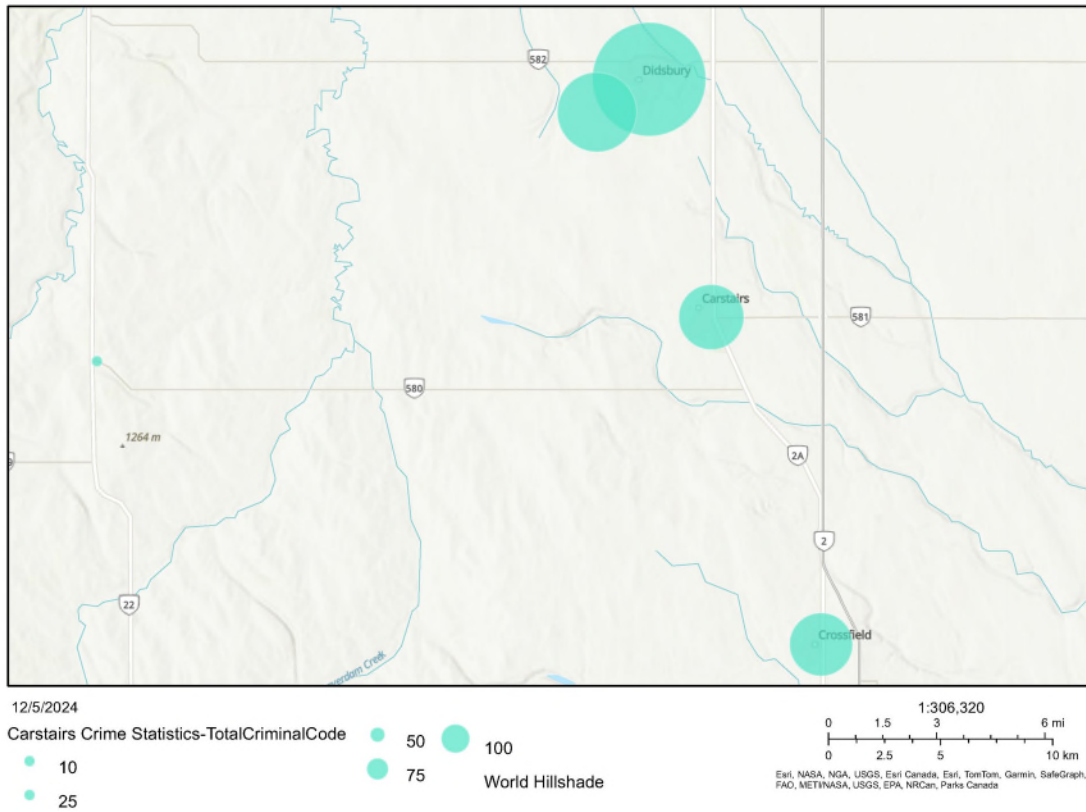 582
Didsbury
Carstairs
581
580
1264 m
2A
2
22
Crossfield
Creek
12/5/2024
1:306,320
0 1.5 3 6 mi
0 2.5 5 10 km
Carstairs Crime Statistics-TotalCriminalCode
10
25
50
75
100
World Hillshade
Esri, NASA, NGA, USGS, Esri Canada, Esri, TomTom, Garmin, SafeGraph,
FAO, METI/NASA, USGS, EPA, NRCan, Parks Canada